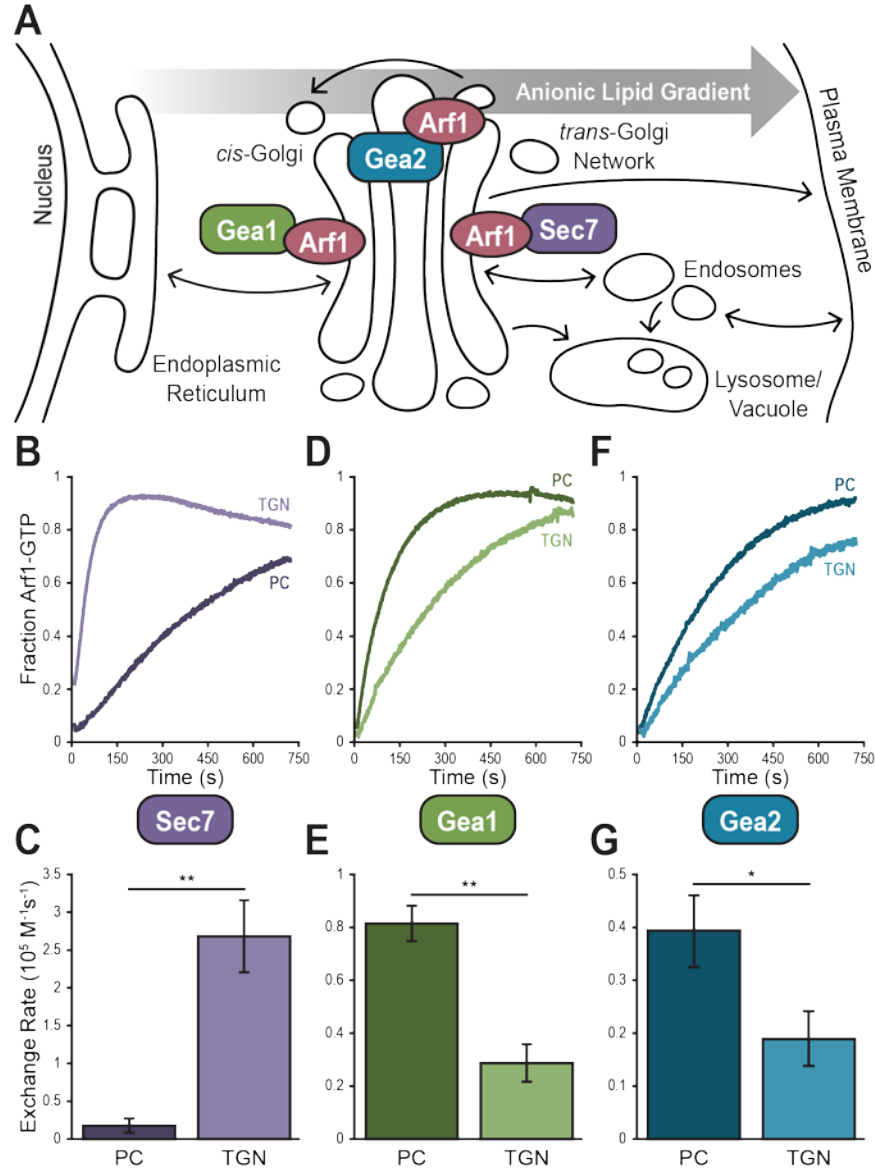 A
Anionic Lipid Gradient
Arf1
cis-Golgi
trans-Golgi
Network
Gea2
Nucleus
Plasma Membrane
Gea1
Arf1
Arf1
Sec7
Endosomes
Endoplasmic
Reticulum
Lysosome/
Vacuole
B
Fraction Arf1-GTP
1
0.8
0.6
0.4
0.2
0
TGN
PC
0 150 300 450 600 750
Time (s)
D
1
0.8
0.6
0.4
0.2
0
PC
TGN
0 150 300 450 600 750
Time (s)
F
1
0.8
0.6
0.4
0.2
0
PC
TGN
0 150 300 450 600 750
Time (s)
Sec7
C
Exchange Rate (10⁵ M⁻¹s⁻¹)
3.5
3
2.5
2
1.5
1
0.5
0
**
PC TGN
Gea1
E
1
0.8
0.6
0.4
0.2
0
**
PC TGN
Gea2
G
0.5
0.4
0.3
0.2
0.1
0
*
PC TGN